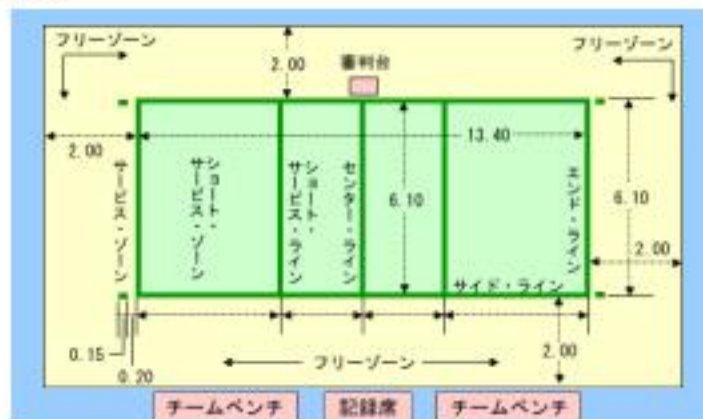 フリーゾーン
2.00
審判台
フリーゾーン
2.00
13.40
サービス・ゾーン
ショート・
サービス・ゾーン
ショート・
サービス・ライン
センター・ライン
6.10
エンド・ライン
6.10
2.00
サイド・ライン
0.15
0.20
フリーゾーン
2.00
チームベンチ
記録席
チームベンチ